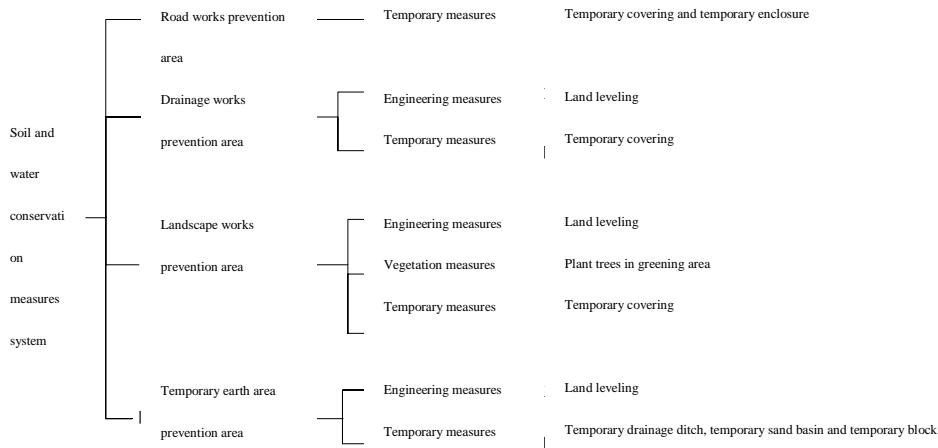 Soil and
water
conservati
on
measures
system
Road works prevention
area
Temporary measures
Temporary covering and temporary enclosure
Drainage works
prevention area
Engineering measures
Land leveling
Temporary measures
Temporary covering
Landscape works
prevention area
Engineering measures
Land leveling
Vegetation measures
Plant trees in greening area
Temporary measures
Temporary covering
Temporary earth area
prevention area
Engineering measures
Land leveling
Temporary measures
Temporary drainage ditch, temporary sand basin and temporary block